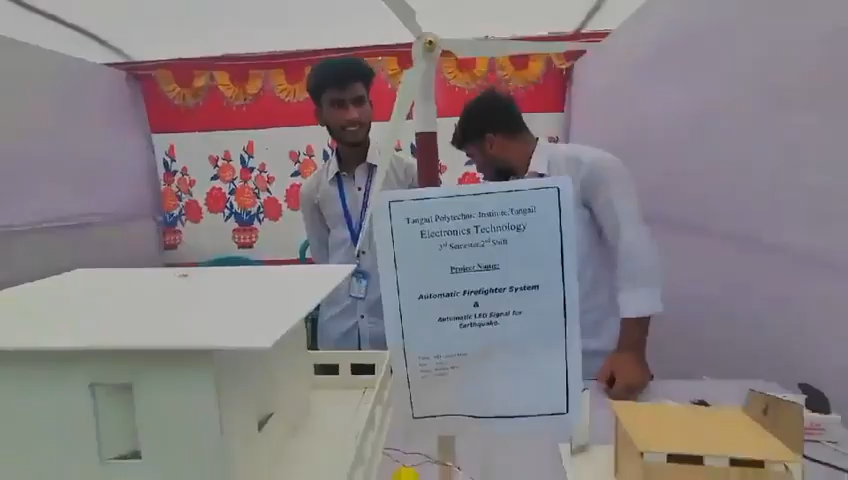 Tangail Polytechnic Institute,Tangail
Electronics Technology
3rd Semester/2nd Shift
Project Name:
Automatic Firefighter System
&
Automatic LED Signal for
Earthquake.